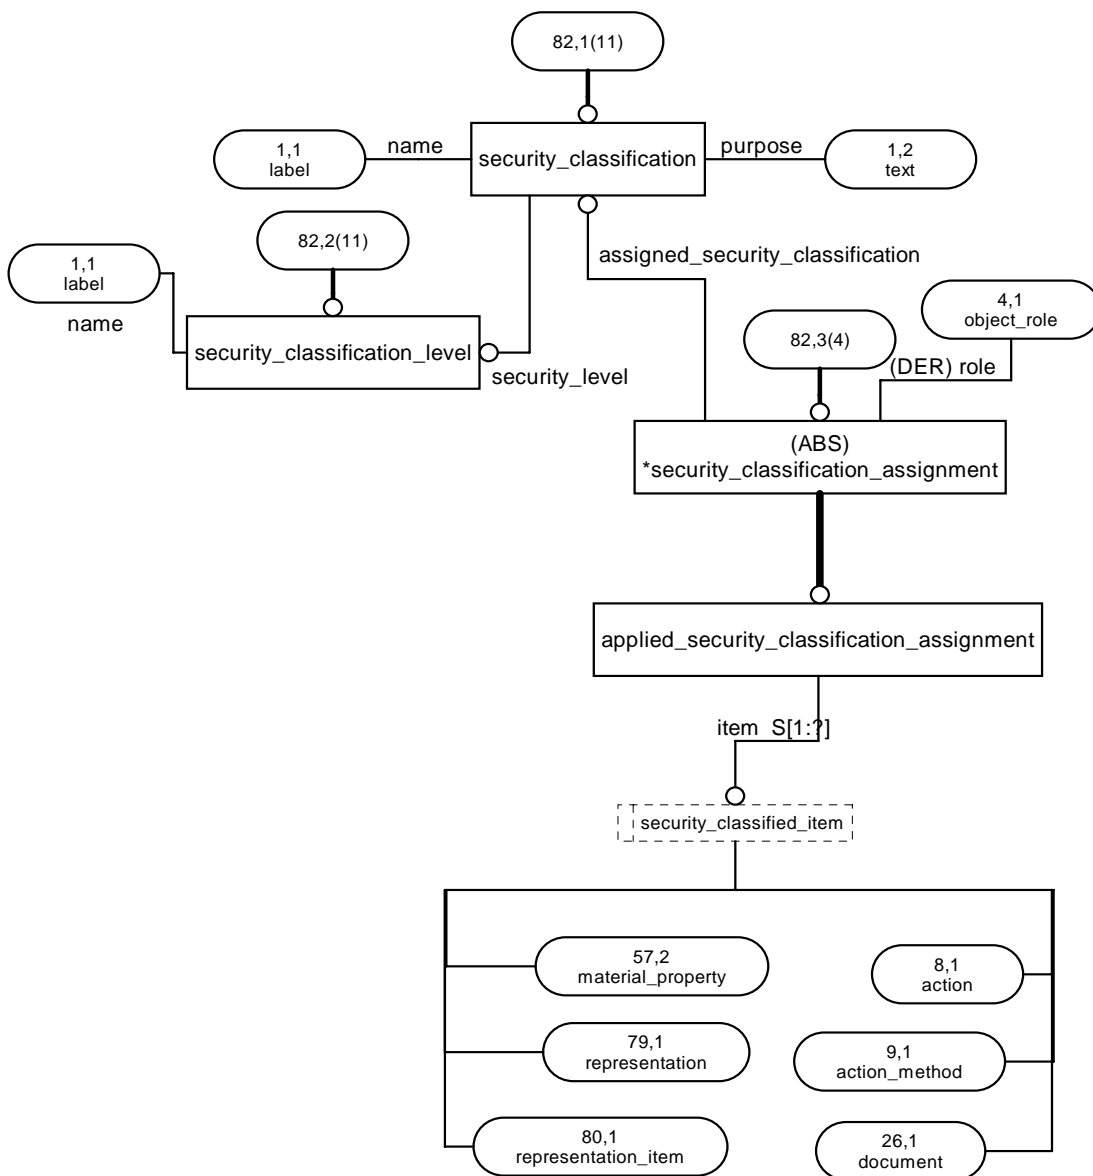 82,1(11)
name
1,1
label
security_classification
purpose
1,2
text
82,2(11)
1,1
label
name
assigned_security_classification
security_classification_level
security_level
4,1
object_role
82,3(4)
(DER) role
(ABS)
*security_classification_assignment
applied_security_classification_assignment
item S[1:?]
security_classified_item
57,2
material_property
8,1
action
79,1
representation
9,1
action_method
80,1
representation_item
26,1
document